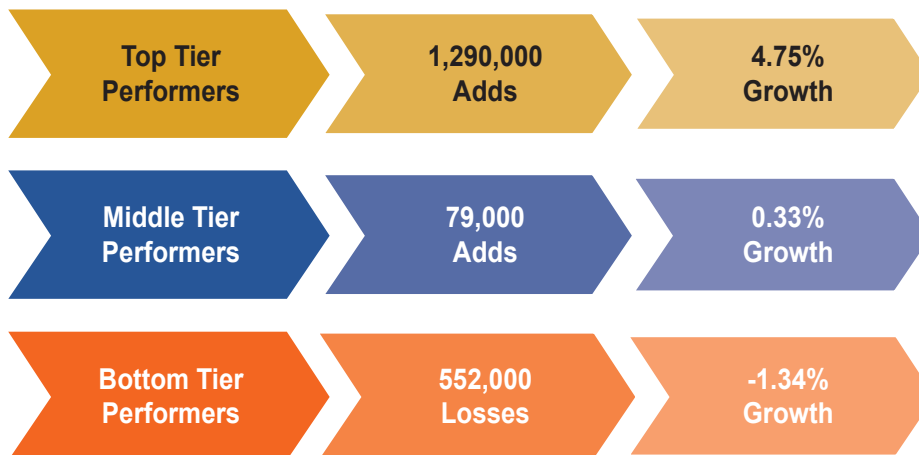 Top Tier
Performers
1,290,000
Adds
4.75%
Growth
Middle Tier
Performers
79,000
Adds
0.33%
Growth
Bottom Tier
Performers
552,000
Losses
-1.34%
Growth